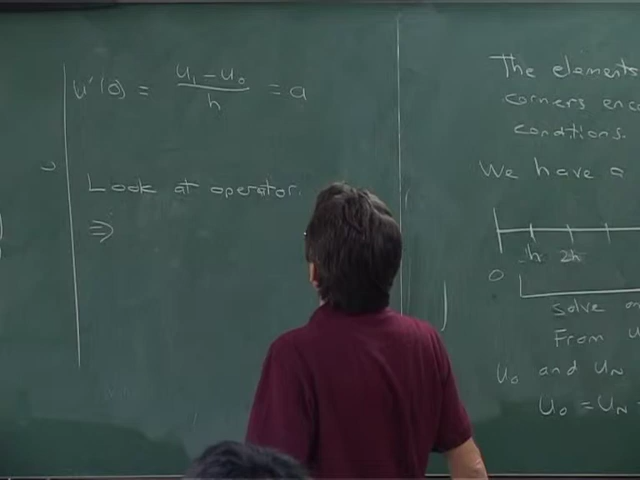 u'(0) = u₁ - u₀ / h = a
Look at operator.
⇒
The elements
corners enc
conditions.
We have a
h 2h
0
solve on
From u
u₀ and u_N
u₀ = u_N =